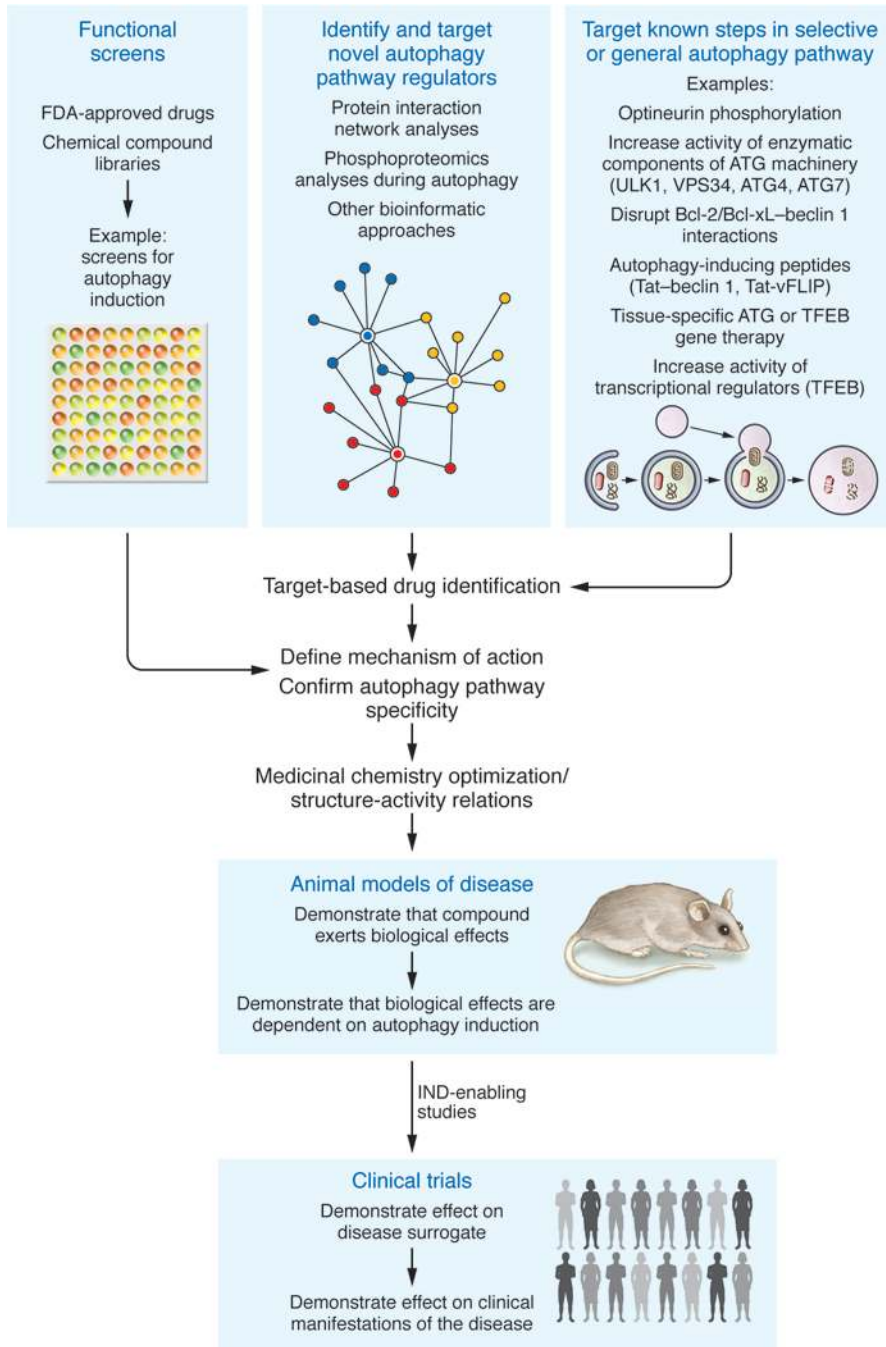 Functional
screens
FDA-approved drugs
Chemical compound
libraries
Example:
screens for
autophagy
induction
Identify and target
novel autophagy
pathway regulators
Protein interaction
network analyses
Phosphoproteomics
analyses during autophagy
Other bioinformatic
approaches
Target known steps in selective
or general autophagy pathway
Examples:
Optineurin phosphorylation
Increase activity of enzymatic
components of ATG machinery
(ULK1, VPS34, ATG4, ATG7)
Disrupt Bcl-2/Bcl-xL–beclin 1
interactions
Autophagy-inducing peptides
(Tat–beclin 1, Tat-vFLIP)
Tissue-specific ATG or TFEB
gene therapy
Increase activity of
transcriptional regulators (TFEB)
Target-based drug identification
Define mechanism of action
Confirm autophagy pathway
specificity
Medicinal chemistry optimization/
structure-activity relations
Animal models of disease
Demonstrate that compound
exerts biological effects
Demonstrate that biological effects are
dependent on autophagy induction
IND-enabling
studies
Clinical trials
Demonstrate effect on
disease surrogate
Demonstrate effect on clinical
manifestations of the disease